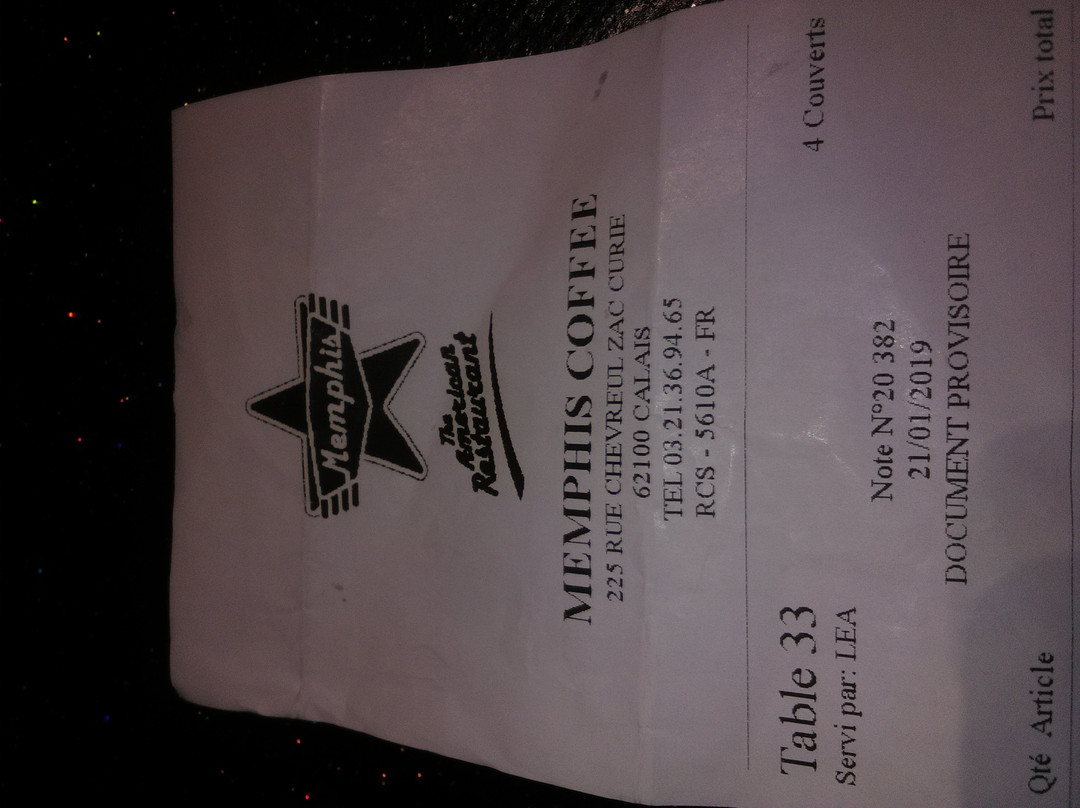 Memphis
The
American
Restaurant
MEMPHIS COFFEE
225 RUE CHEVREUL ZAC CURIE
62100 CALAIS
TEL 03.21.36.94.65
RCS - 5610A - FR
Table 33 4 Couverts
Servi par: LEA
Note N°20 382
21/01/2019
DOCUMENT PROVISOIRE
Qté Article Prix total